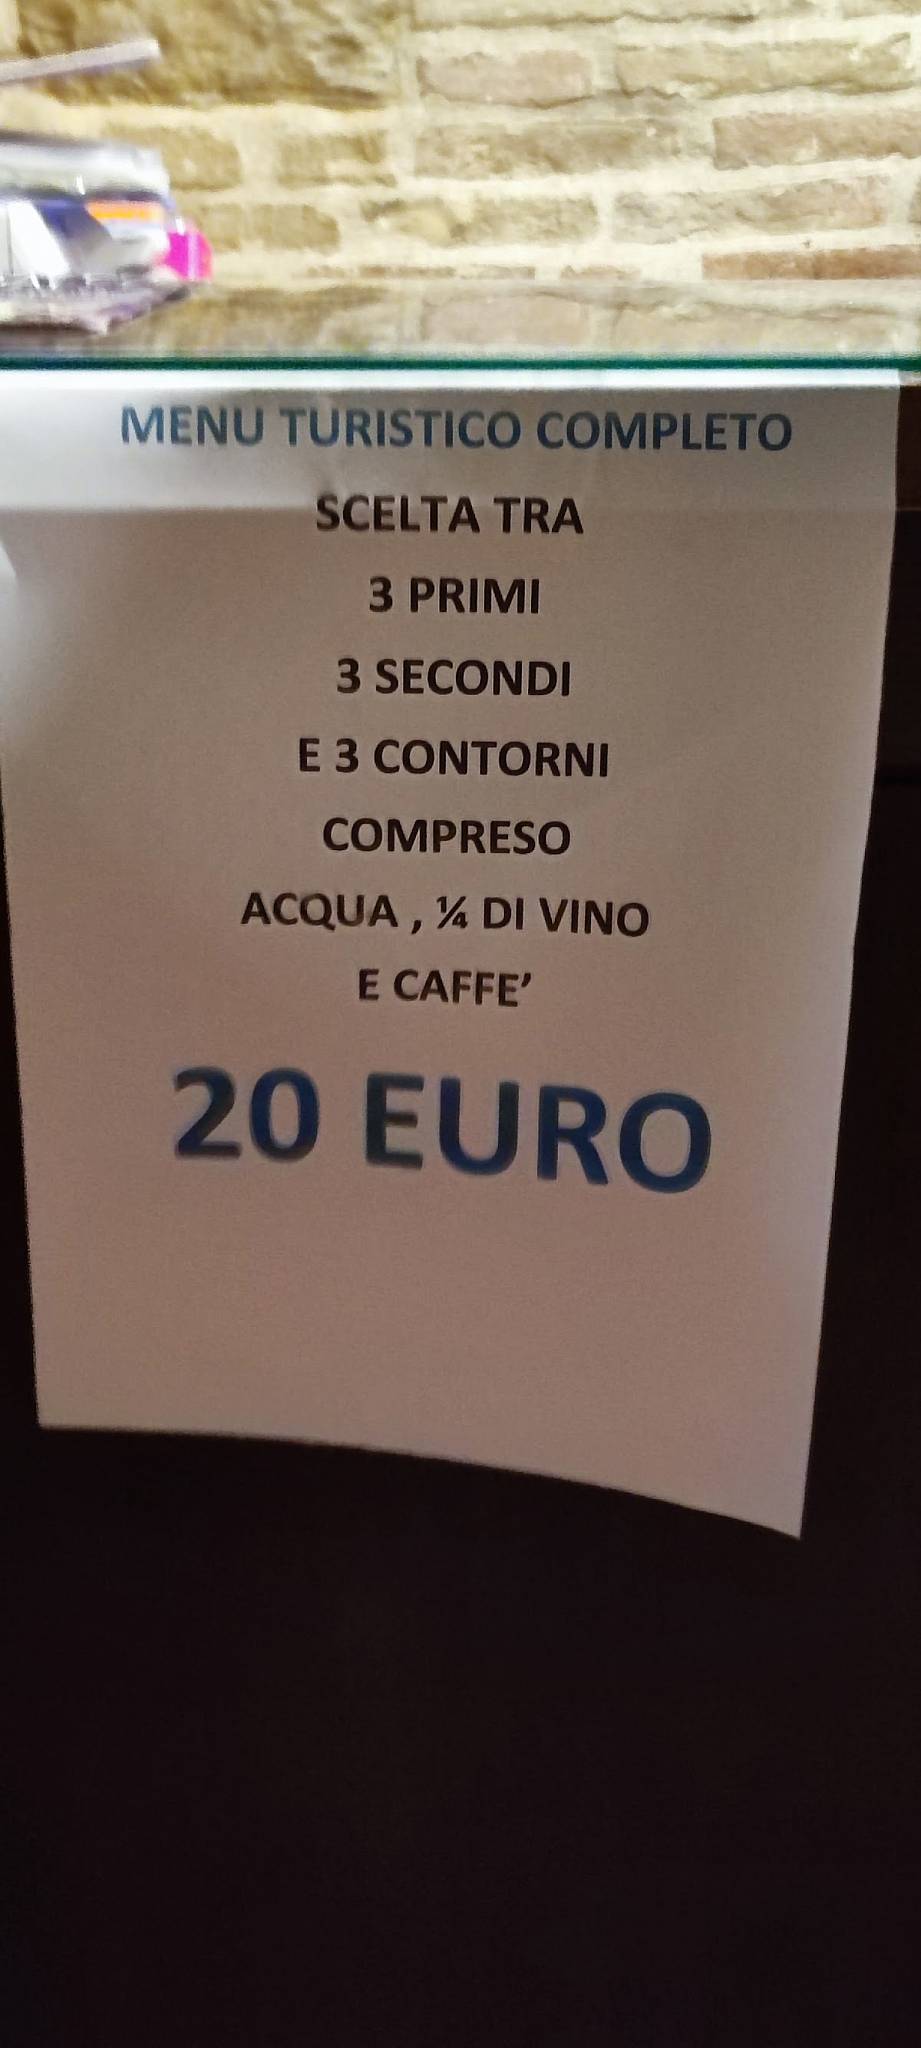 MENU TURISTICO COMPLETO
SCELTA TRA
3 PRIMI
3 SECONDI
E 3 CONTORNI
COMPRESO
ACQUA , ¼ DI VINO
E CAFFE’
20 EURO